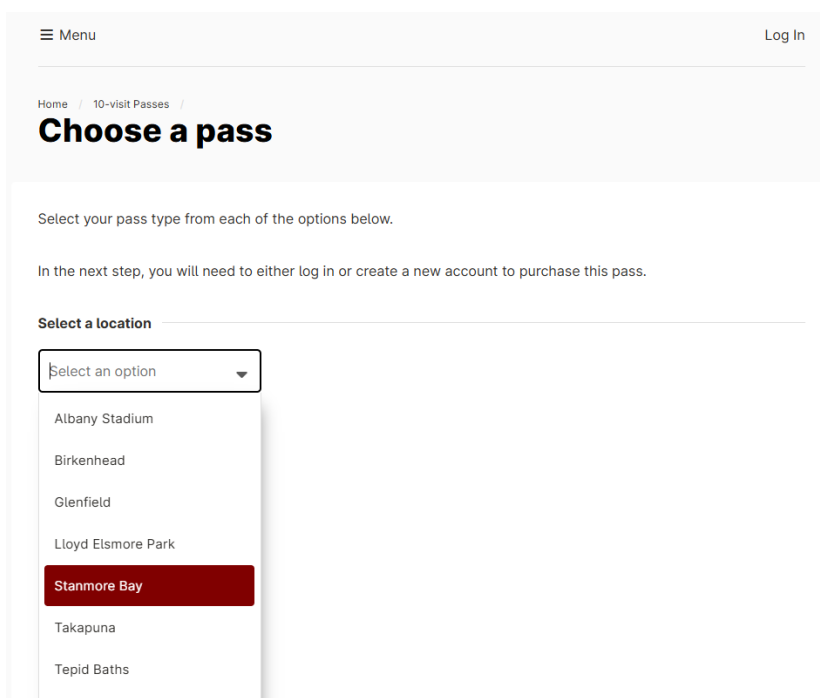 ☰ Menu
Log In
Home / 10-visit Passes /
Choose a pass
Select your pass type from each of the options below.
In the next step, you will need to either log in or create a new account to purchase this pass.
Select a location
Select an option
Albany Stadium
Birkenhead
Glenfield
Lloyd Elsmore Park
Stanmore Bay
Takapuna
Tepid Baths